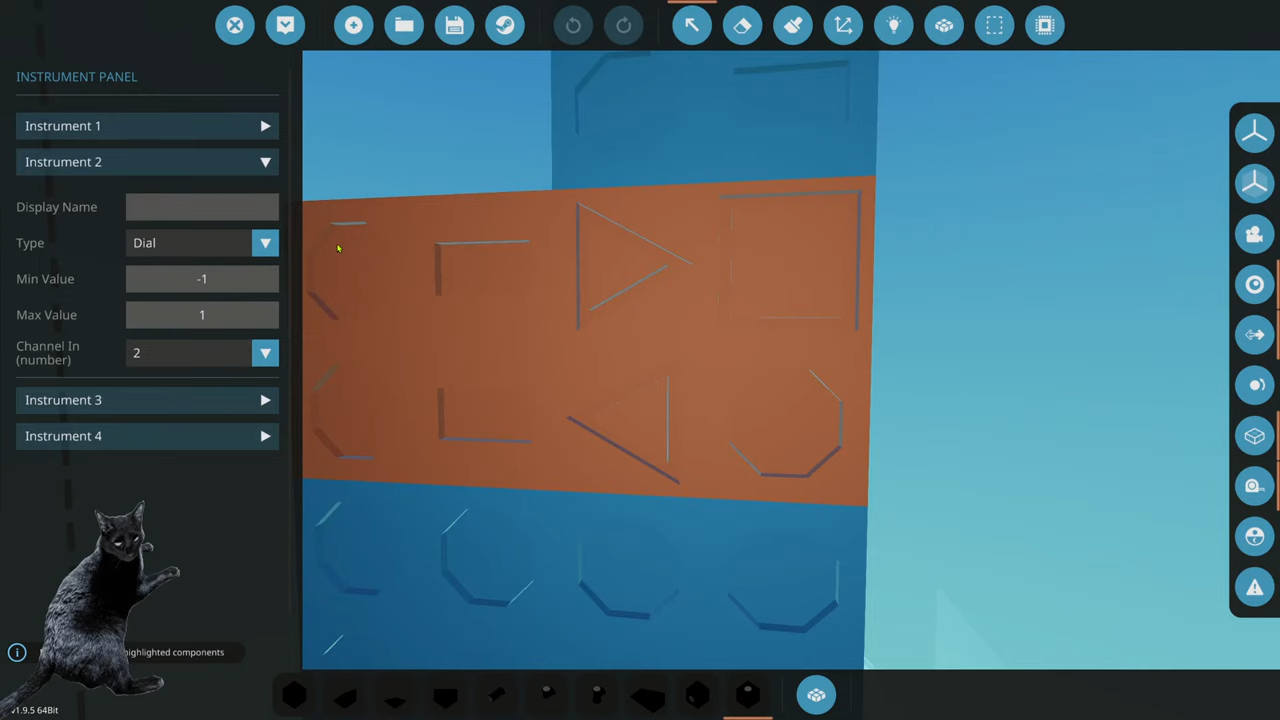 INSTRUMENT PANEL
Instrument 1
Instrument 2
Display Name
Type
Dial
Min Value
-1
Max Value
1
Channel In
(number)
2
Instrument 3
Instrument 4
highlighted components
v1.9.5 64Bit